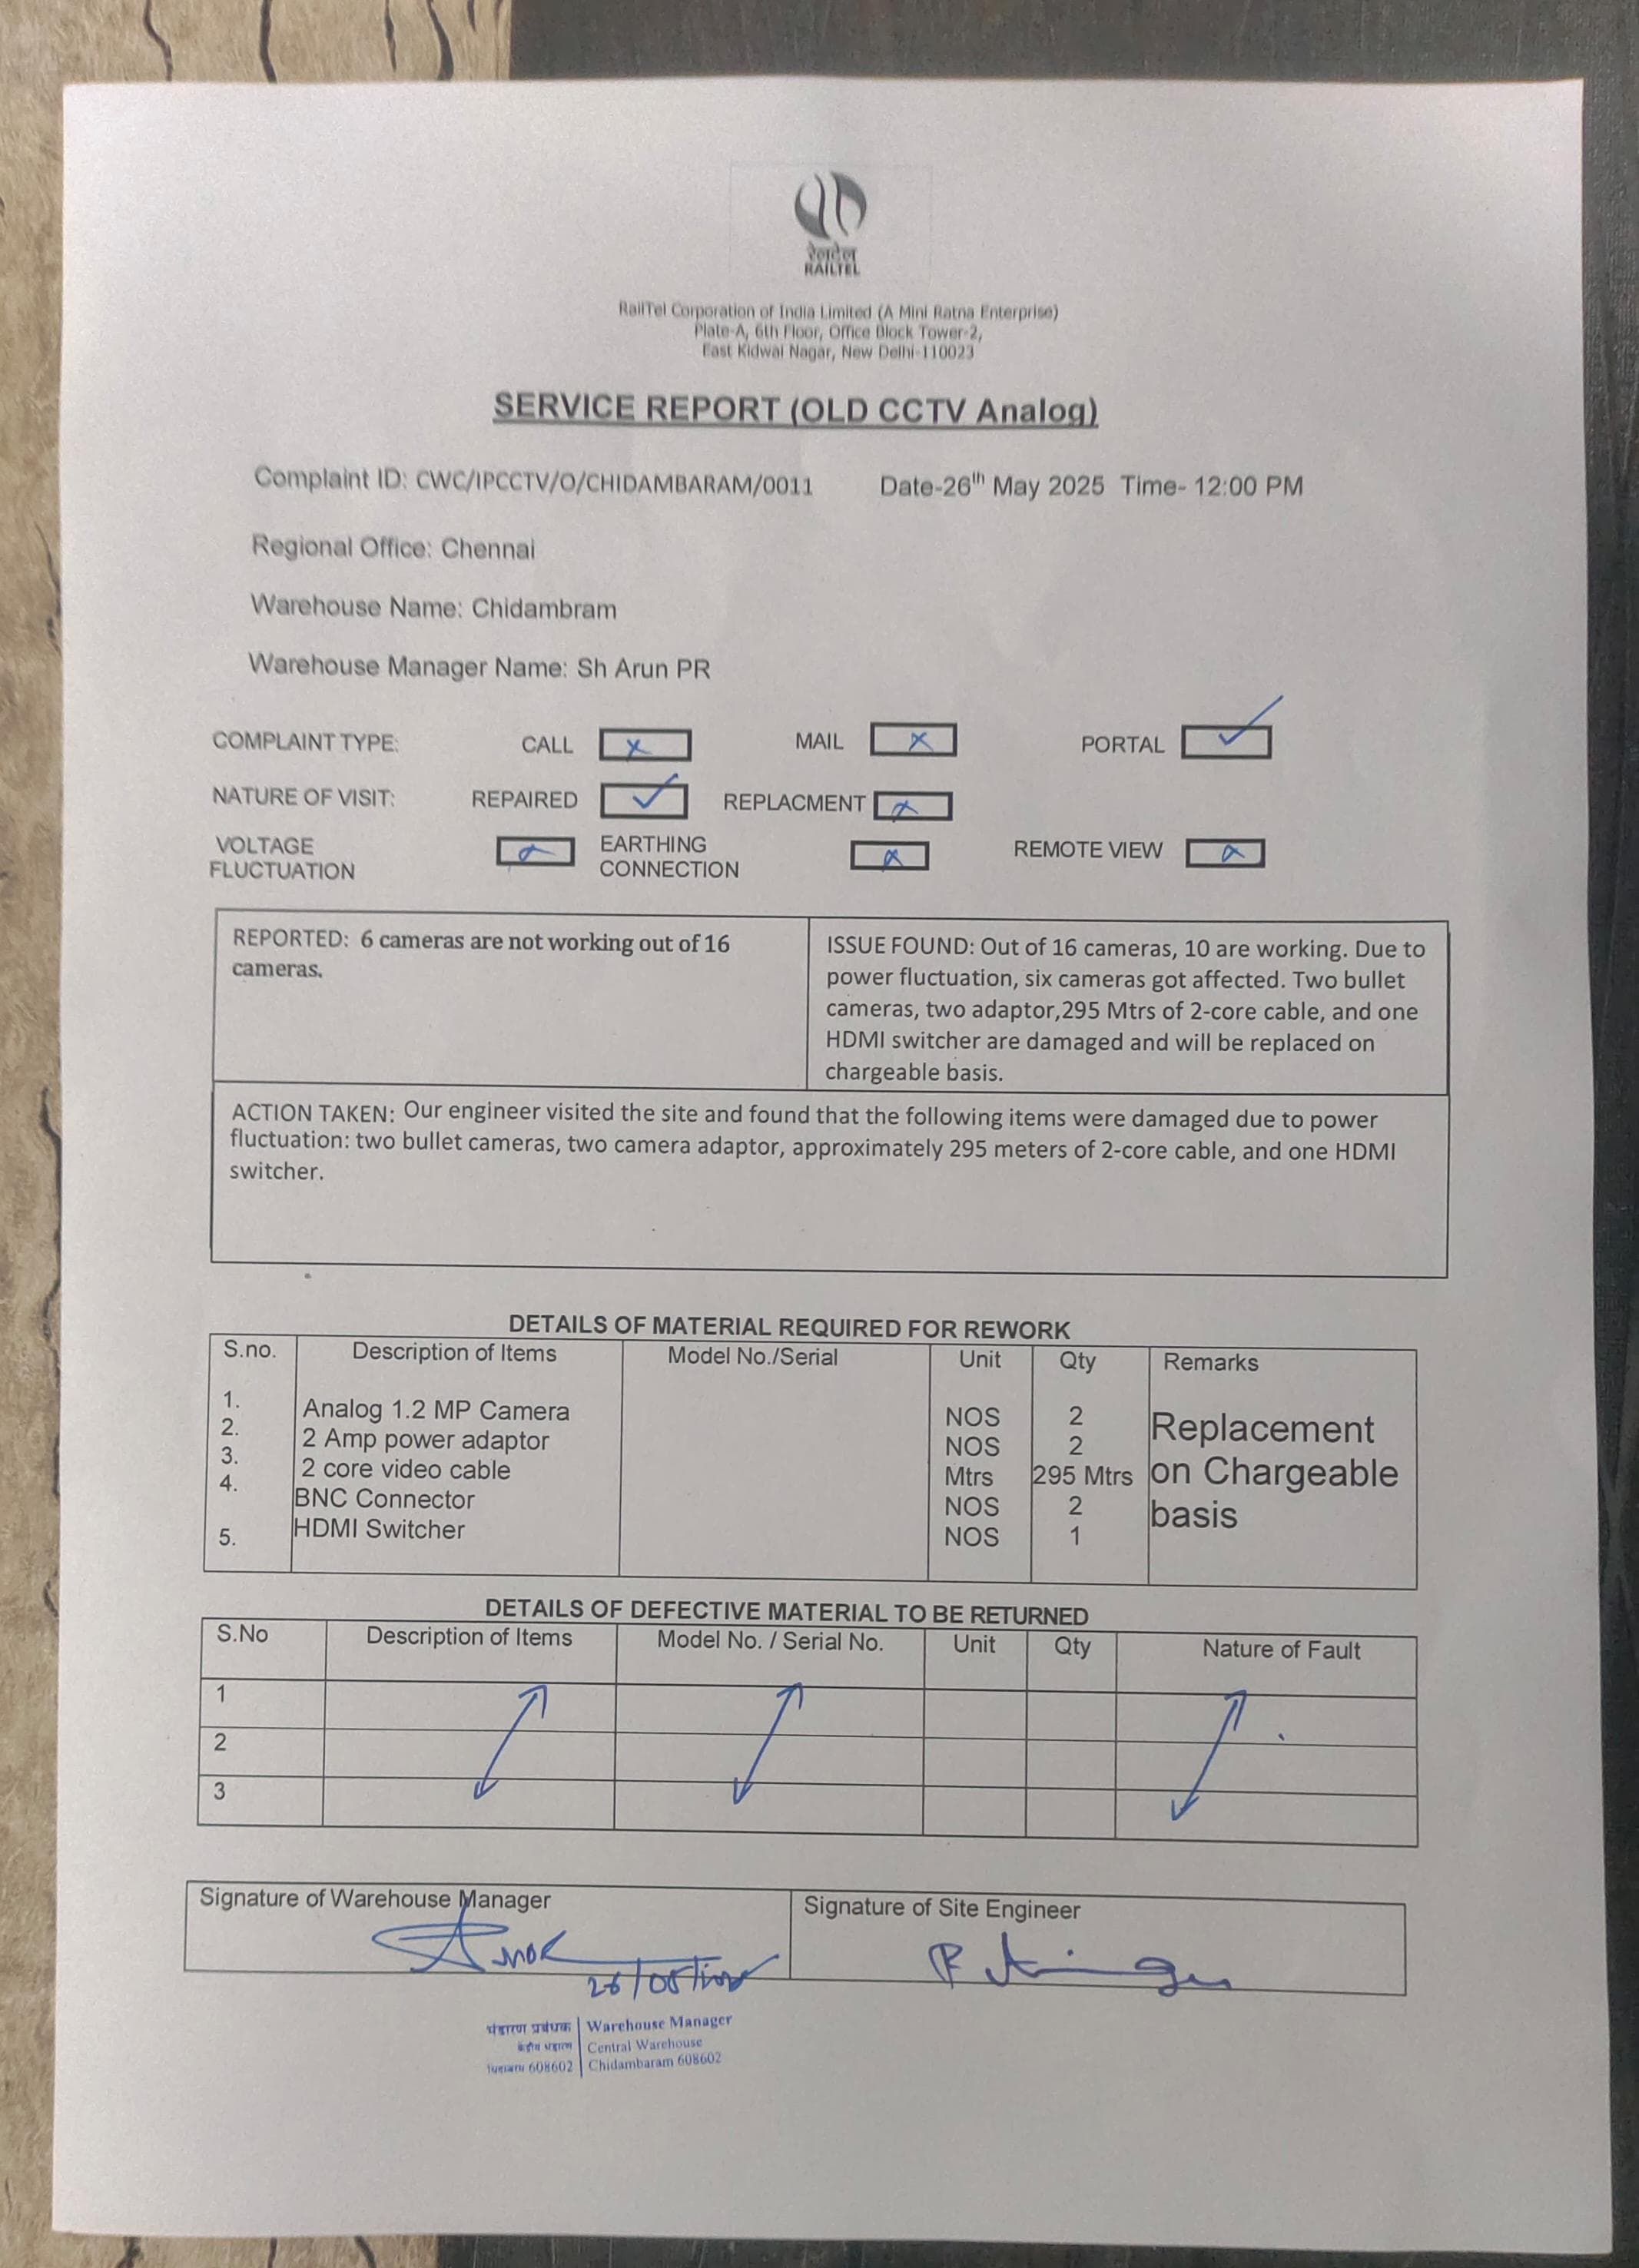 रेलटेल
RAILTEL
RailTel Corporation of India Limited (A Mini Ratna Enterprise)
Plate-A, 6th Floor, Office Block Tower-2,
East Kidwai Nagar, New Delhi-110023
SERVICE REPORT (OLD CCTV Analog)
Complaint ID: CWC/IPCCTV/O/CHIDAMBARAM/0011 Date-26th May 2025 Time- 12:00 PM
Regional Office: Chennai
Warehouse Name: Chidambram
Warehouse Manager Name: Sh Arun PR
COMPLAINT TYPE: CALL x MAIL x PORTAL ✓
NATURE OF VISIT: REPAIRED ✓ REPLACMENT x
VOLTAGE FLUCTUATION x EARTHING CONNECTION x REMOTE VIEW x
REPORTED: 6 cameras are not working out of 16
cameras.
ISSUE FOUND: Out of 16 cameras, 10 are working. Due to
power fluctuation, six cameras got affected. Two bullet
cameras, two adaptor,295 Mtrs of 2-core cable, and one
HDMI switcher are damaged and will be replaced on
chargeable basis.
ACTION TAKEN: Our engineer visited the site and found that the following items were damaged due to power
fluctuation: two bullet cameras, two camera adaptor, approximately 295 meters of 2-core cable, and one HDMI
switcher.
DETAILS OF MATERIAL REQUIRED FOR REWORK
S.no. Description of Items Model No./Serial Unit Qty Remarks
1. Analog 1.2 MP Camera NOS 2
2. 2 Amp power adaptor NOS 2
3. 2 core video cable Mtrs 295 Mtrs
4. BNC Connector NOS 2
5. HDMI Switcher NOS 1
Replacement
on Chargeable
basis
DETAILS OF DEFECTIVE MATERIAL TO BE RETURNED
S.No Description of Items Model No. / Serial No. Unit Qty Nature of Fault
1
2
3
Signature of Warehouse Manager Signature of Site Engineer
26/05/
भंडारण प्रबंधक Warehouse Manager
Central Warehouse
608602 Chidambaram 608602